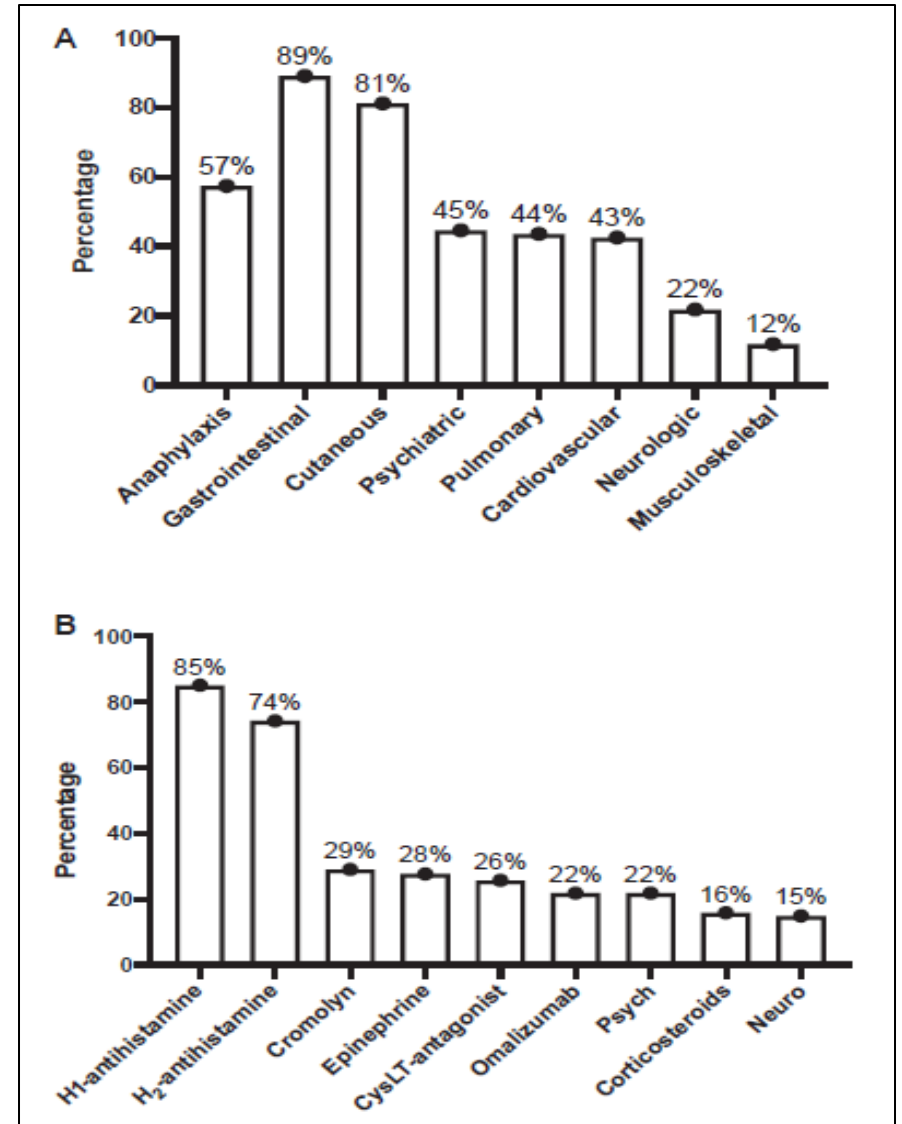 A
100
89%
81%
80
57%
60
45%
44%
43%
40
22%
20
12%
0
Percentage
Anaphylaxis
Gastrointestinal
Cutaneous
Psychiatric
Pulmonary
Cardiovascular
Neurologic
Musculoskeletal
B
100
85%
74%
80
60
40
29%
28%
26%
22%
22%
16%
15%
20
0
Percentage
H1-antihistamine
H₂-antihistamine
Cromolyn
Epinephrine
CysLT-antagonist
Omalizumab
Psych
Corticosteroids
Neuro